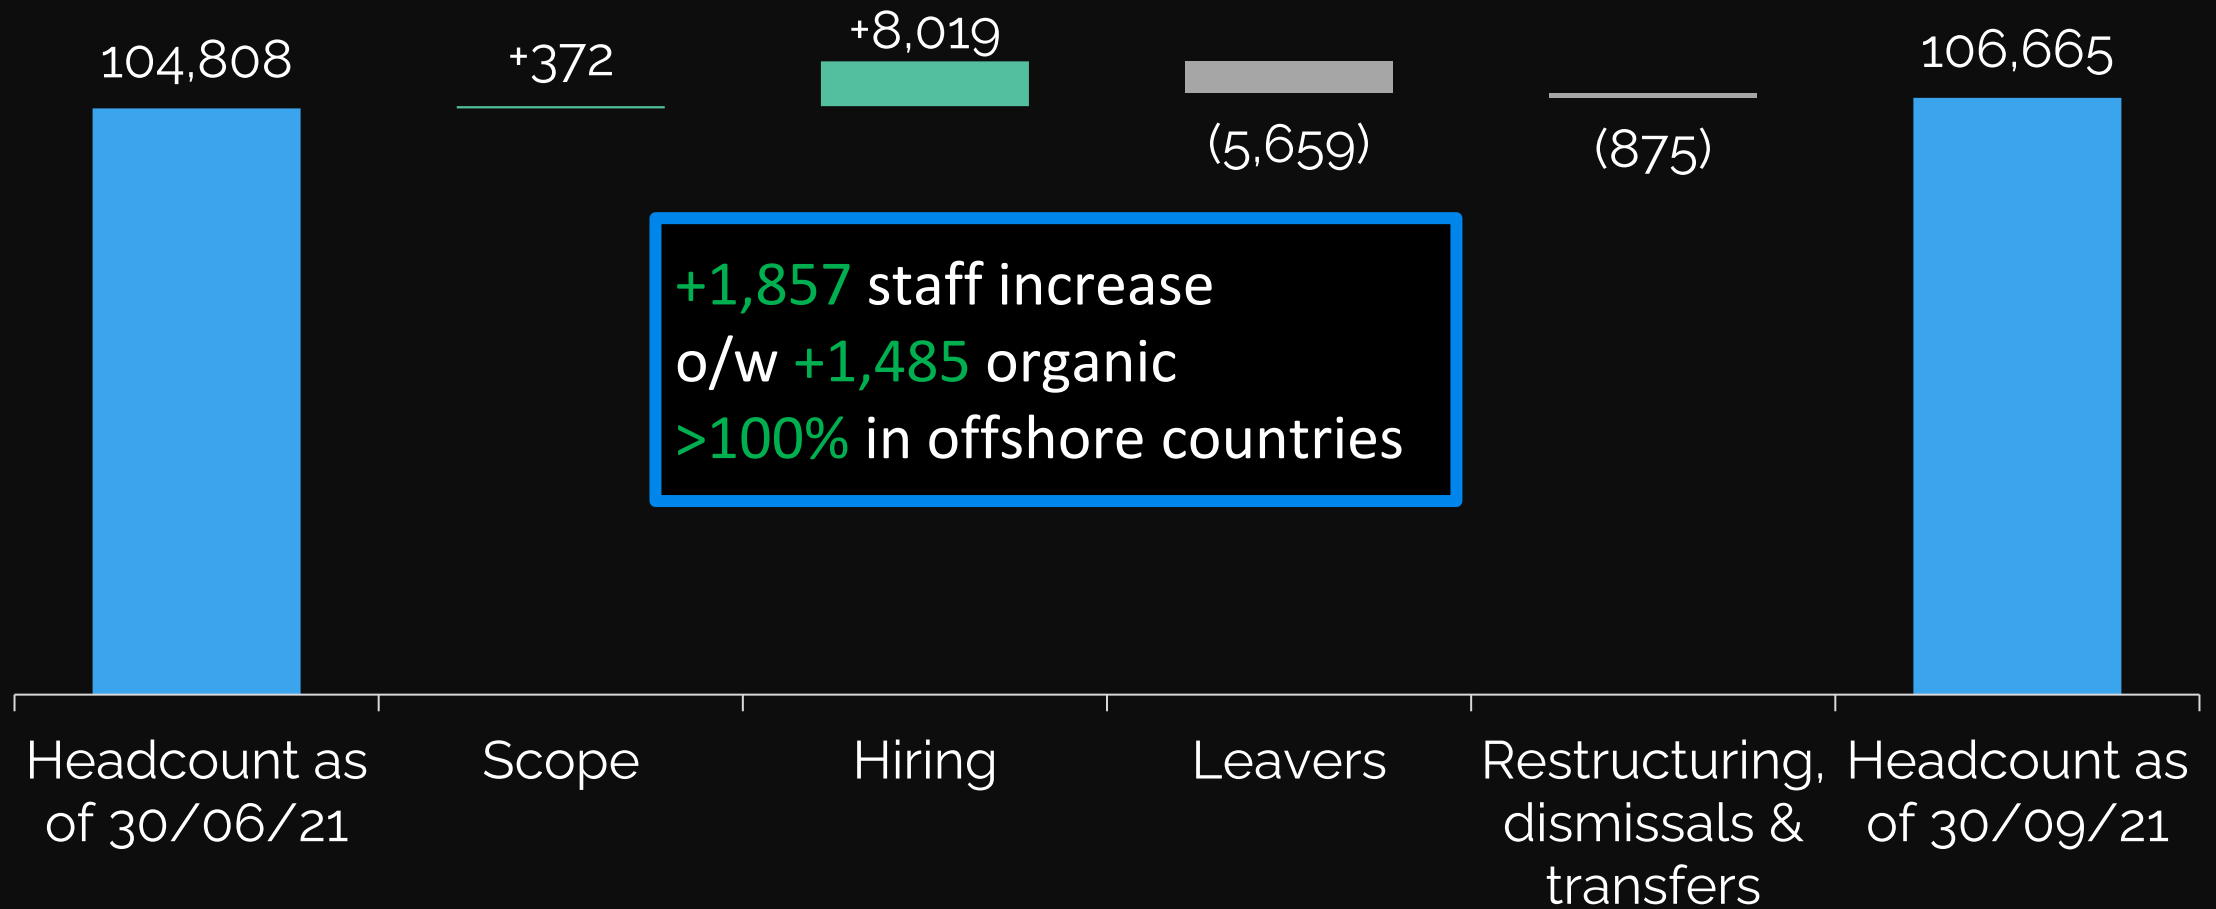 104,808
+372
+8,019
(5,659)
(875)
106,665
+1,857 staff increase
o/w +1,485 organic
>100% in offshore countries
Headcount as
of 30/06/21
Scope
Hiring
Leavers
Restructuring,
dismissals &
transfers
Headcount as
of 30/09/21